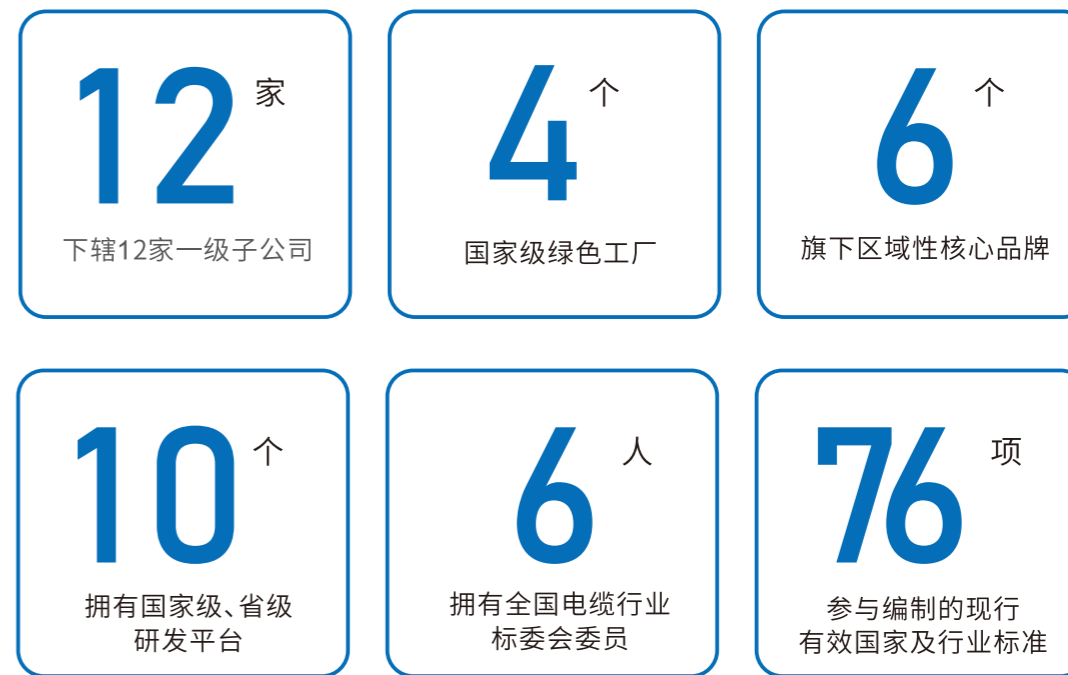 12 家
下辖12家一级子公司
4 个
国家级绿色工厂
6 个
旗下区域性核心品牌
10 个
拥有国家级、省级
研发平台
6 人
拥有全国电缆行业
标委会委员
76 项
参与编制的现行
有效国家及行业标准